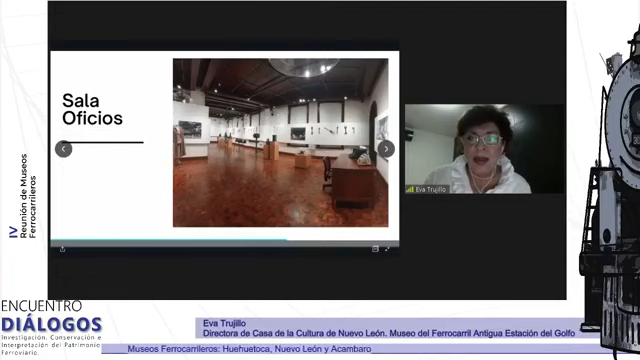 Sala
Oficios
Eva Trujillo
IV
Reunión de Museos
Ferrocarrileros
ENCUENTRO
DIÁLOGOS
Investigación, Conservación e
Interpretación del Patrimonio
Ferroviario.
Eva Trujillo
Directora de Casa de la Cultura de Nuevo León. Museo del Ferrocarril Antigua Estación del Golfo
Museos Ferrocarrileros: Huehuetoca, Nuevo León y Acambaro